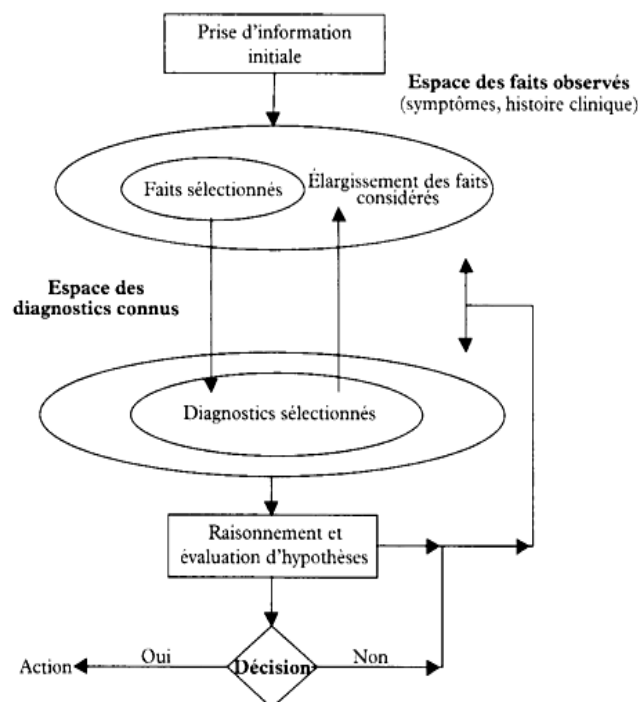 Prise d'information
initiale
Espace des faits observés
(symptômes, histoire clinique)
Faits sélectionnés
Élargissement des faits
considérés
Espace des
diagnostics connus
Diagnostics sélectionnés
Raisonnement et
évaluation d'hypothèses
Action
Oui
Décision
Non